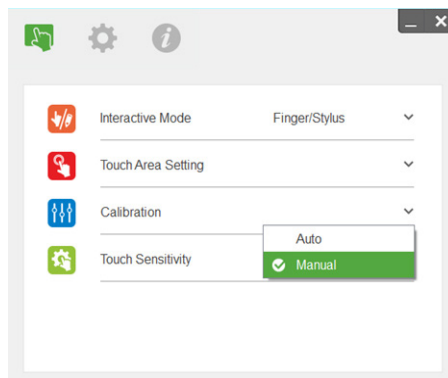 Interactive Mode Finger/Stylus
Touch Area Setting
Calibration
Auto
Touch Sensitivity
Manual